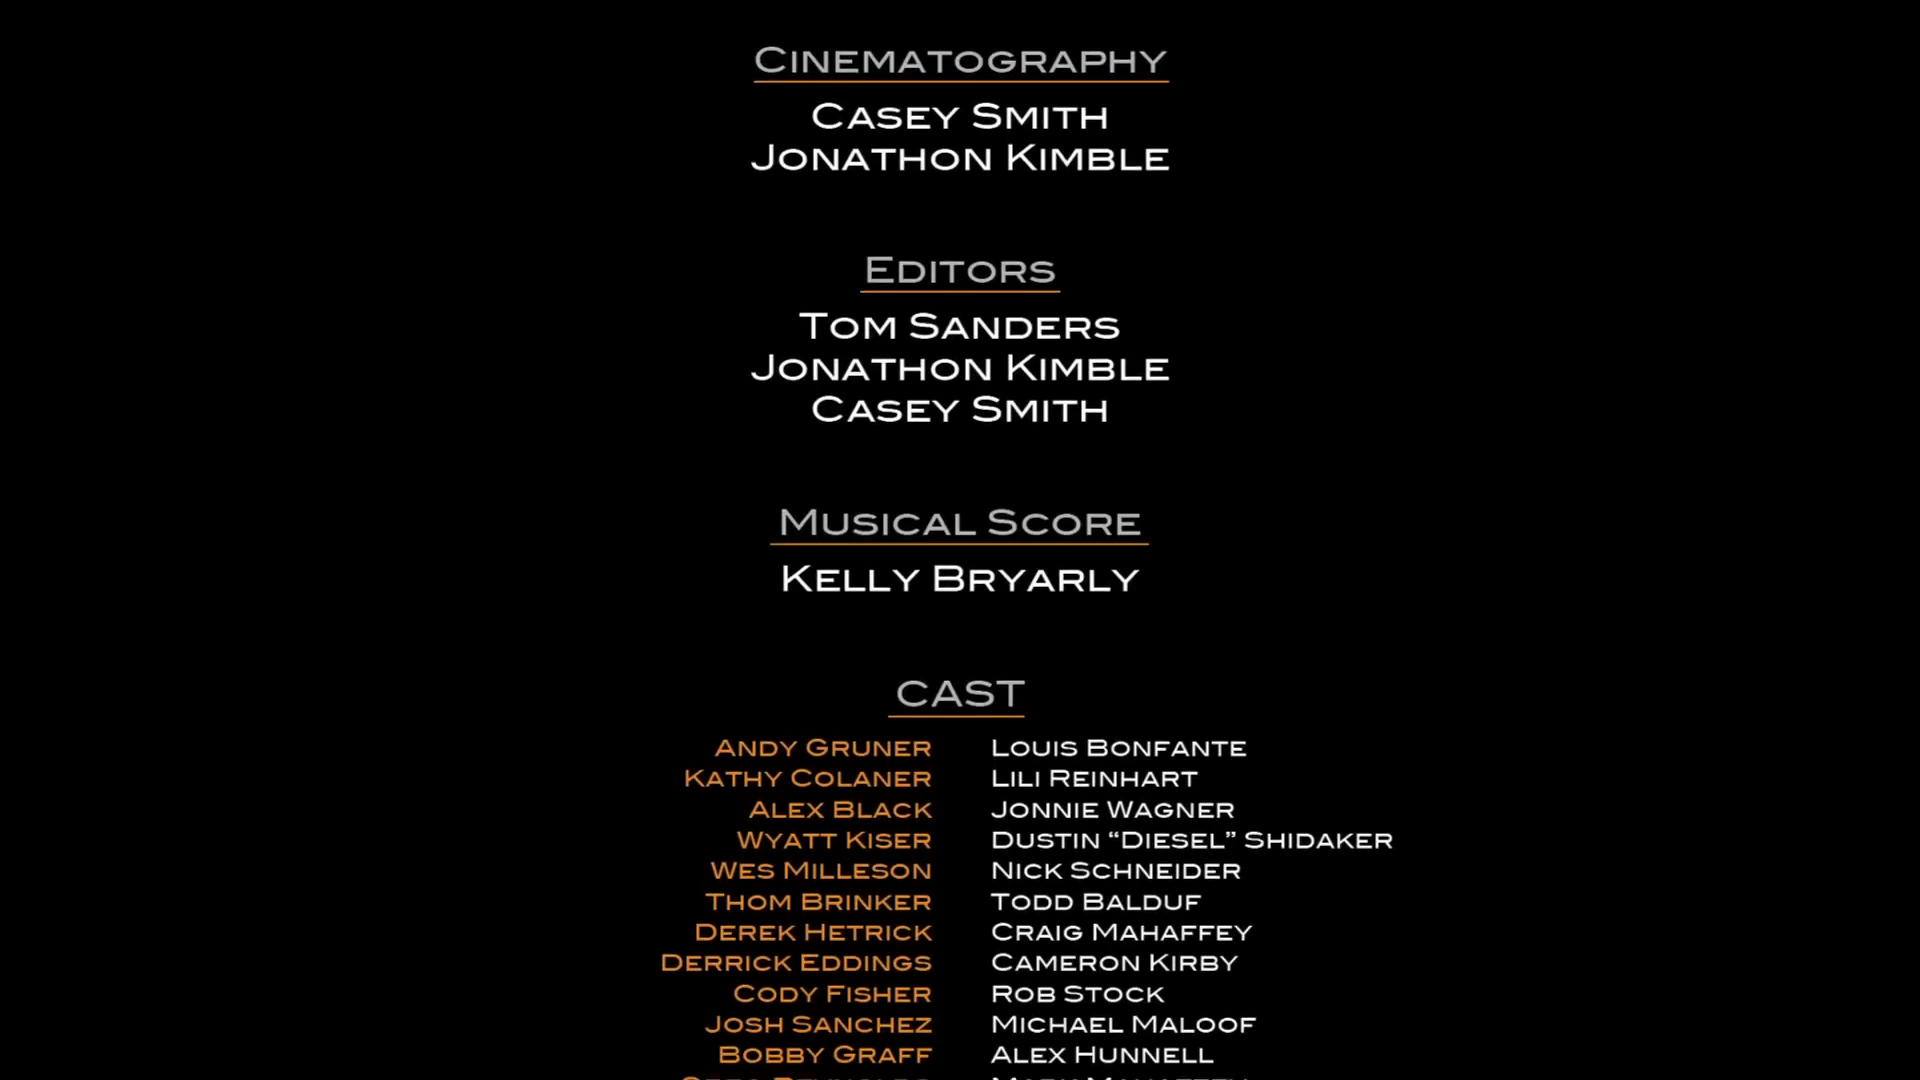 CINEMATOGRAPHY
CASEY SMITH
JONATHON KIMBLE
EDITORS
TOM SANDERS
JONATHON KIMBLE
CASEY SMITH
MUSICAL SCORE
KELLY BRYARLY
CAST
ANDY GRUNER LOUIS BONFANTE
KATHY COLANER LILI REINHART
ALEX BLACK JONNIE WAGNER
WYATT KISER DUSTIN “DIESEL” SHIDAKER
WES MILLESON NICK SCHNEIDER
THOM BRINKER TODD BALDUF
DEREK HETRICK CRAIG MAHAFFEY
DERRICK EDDINGS CAMERON KIRBY
CODY FISHER ROB STOCK
JOSH SANCHEZ MICHAEL MALOOF
BOBBY GRAFF ALEX HUNNELL